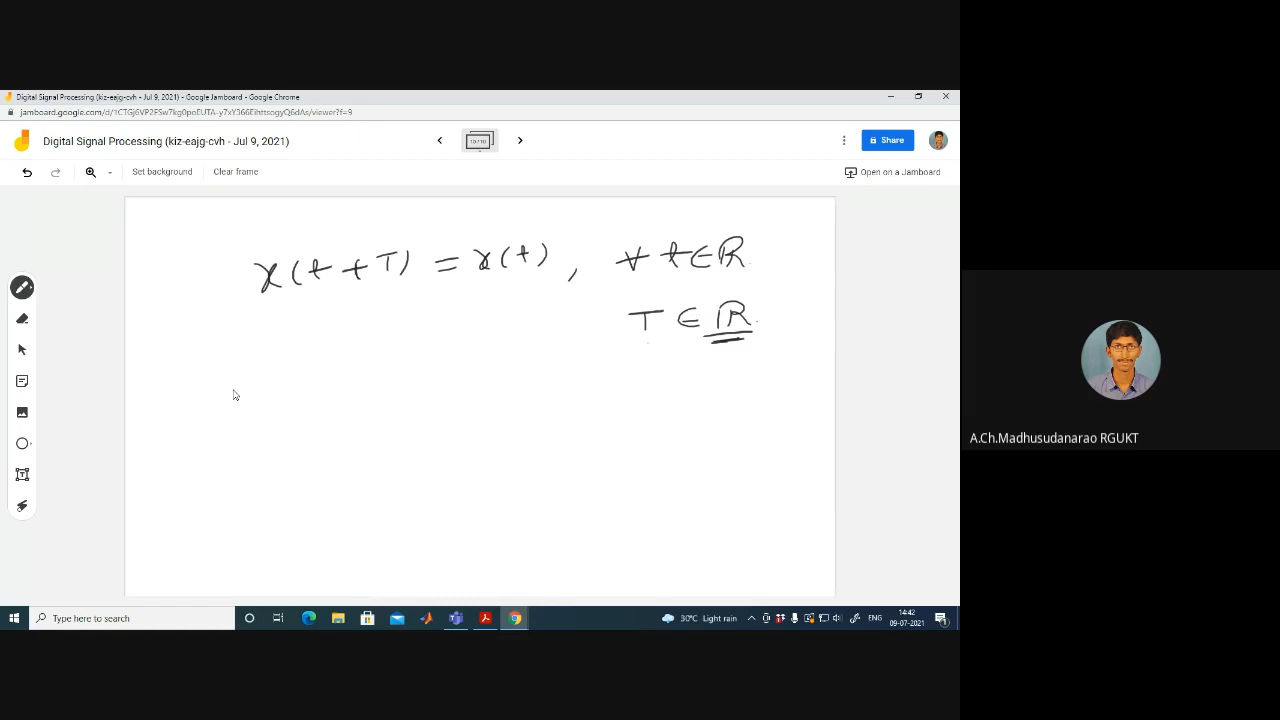 Digital Signal Processing (kiz-eajg-cvh - Jul 9, 2021) - Google Jamboard - Google Chrome
Digital Signal Processing (kiz-eajg-cvh - Jul 9, 2021)
10 / 10
Share
Set background
Clear frame
Open on a Jamboard
x(t+T) = x(t), ∀ t ∈ ℝ
T ∈ ℝ
A.Ch.Madhusudanarao RGUKT
Type here to search
30°C Light rain
ENG
14:42
09-07-2021